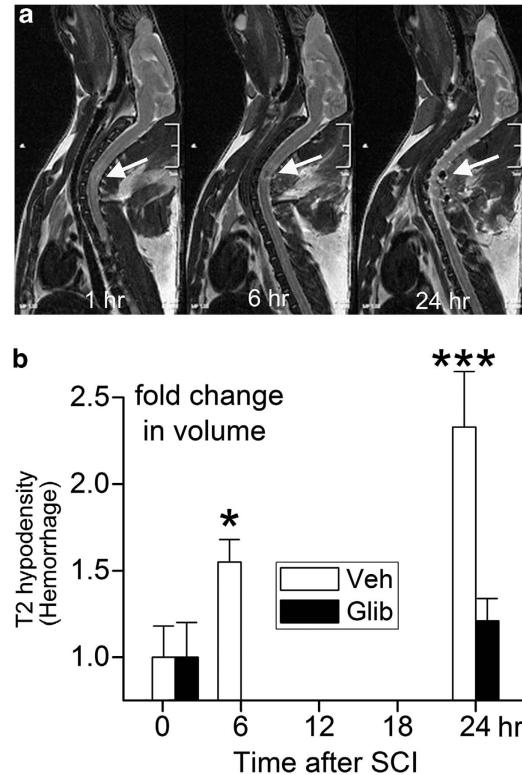 a
1 hr
6 hr
24 hr
b
fold change
in volume
***
*
T2 hypodensity
(Hemorrhage)
2.5
2.0
1.5
1.0
Veh
Glib
0
6
12
18
24 hr
Time after SCI